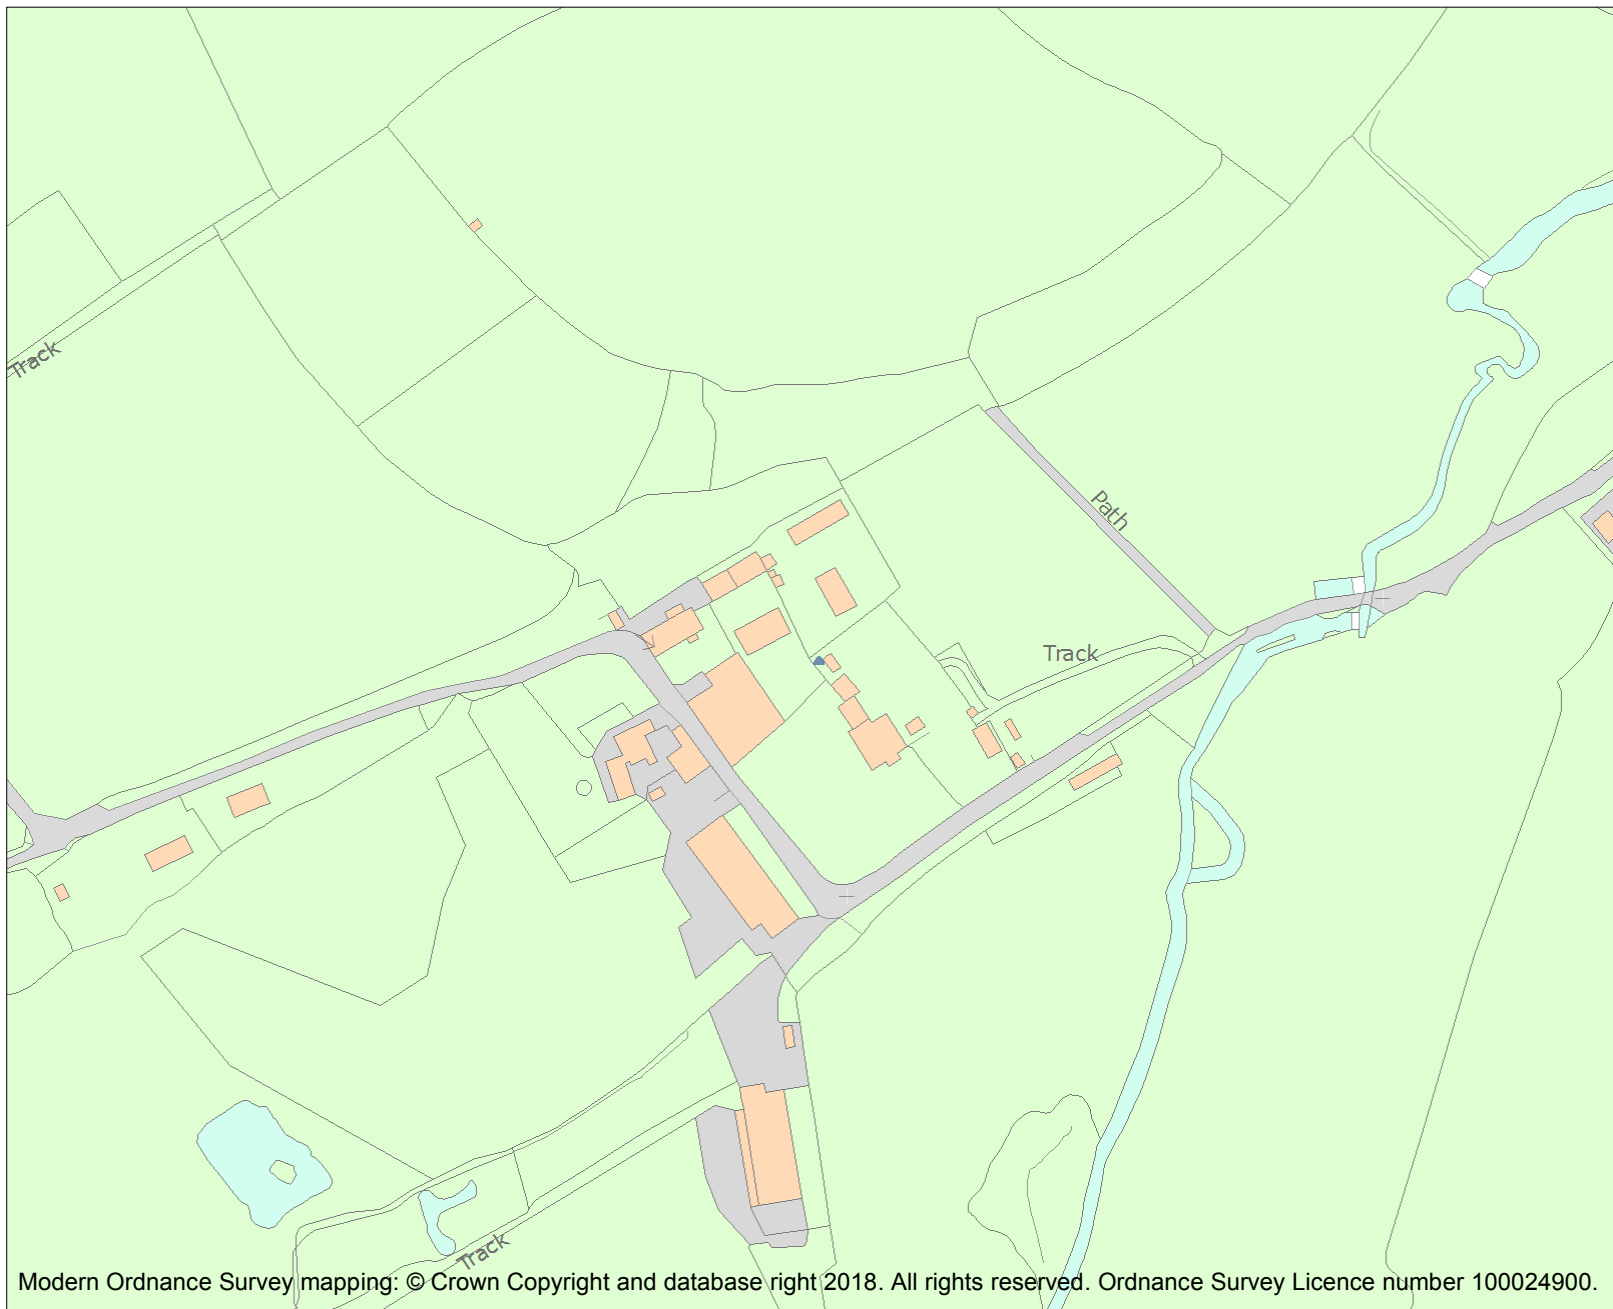 Track
Path
Track
Track
Modern Ordnance Survey mapping: © Crown Copyright and database right 2018. All rights reserved. Ordnance Survey Licence number 100024900.